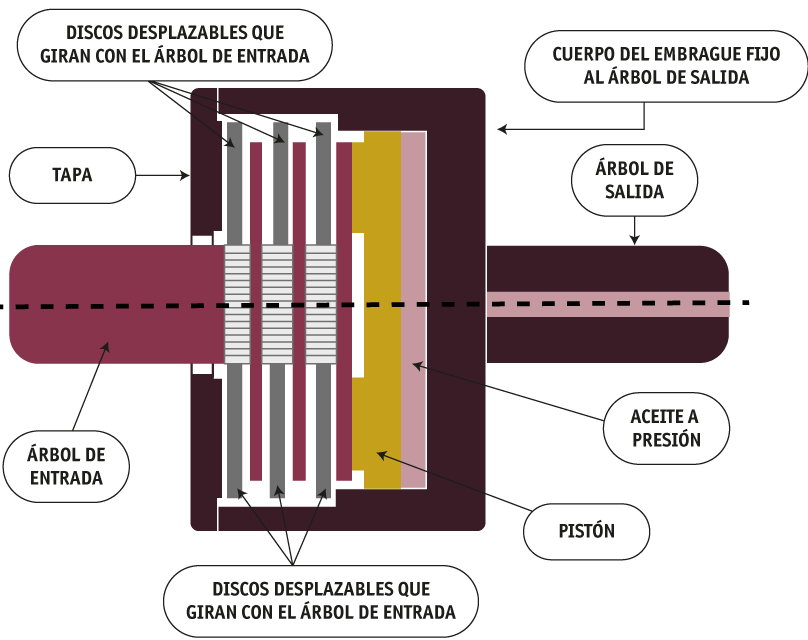 DISCOS DESPLAZABLES QUE
GIRAN CON EL ÁRBOL DE ENTRADA
CUERPO DEL EMBRAGUE FIJO
AL ÁRBOL DE SALIDA
TAPA
ÁRBOL DE
SALIDA
ÁRBOL DE
ENTRADA
ACEITE A
PRESIÓN
PISTÓN
DISCOS DESPLAZABLES QUE
GIRAN CON EL ÁRBOL DE ENTRADA